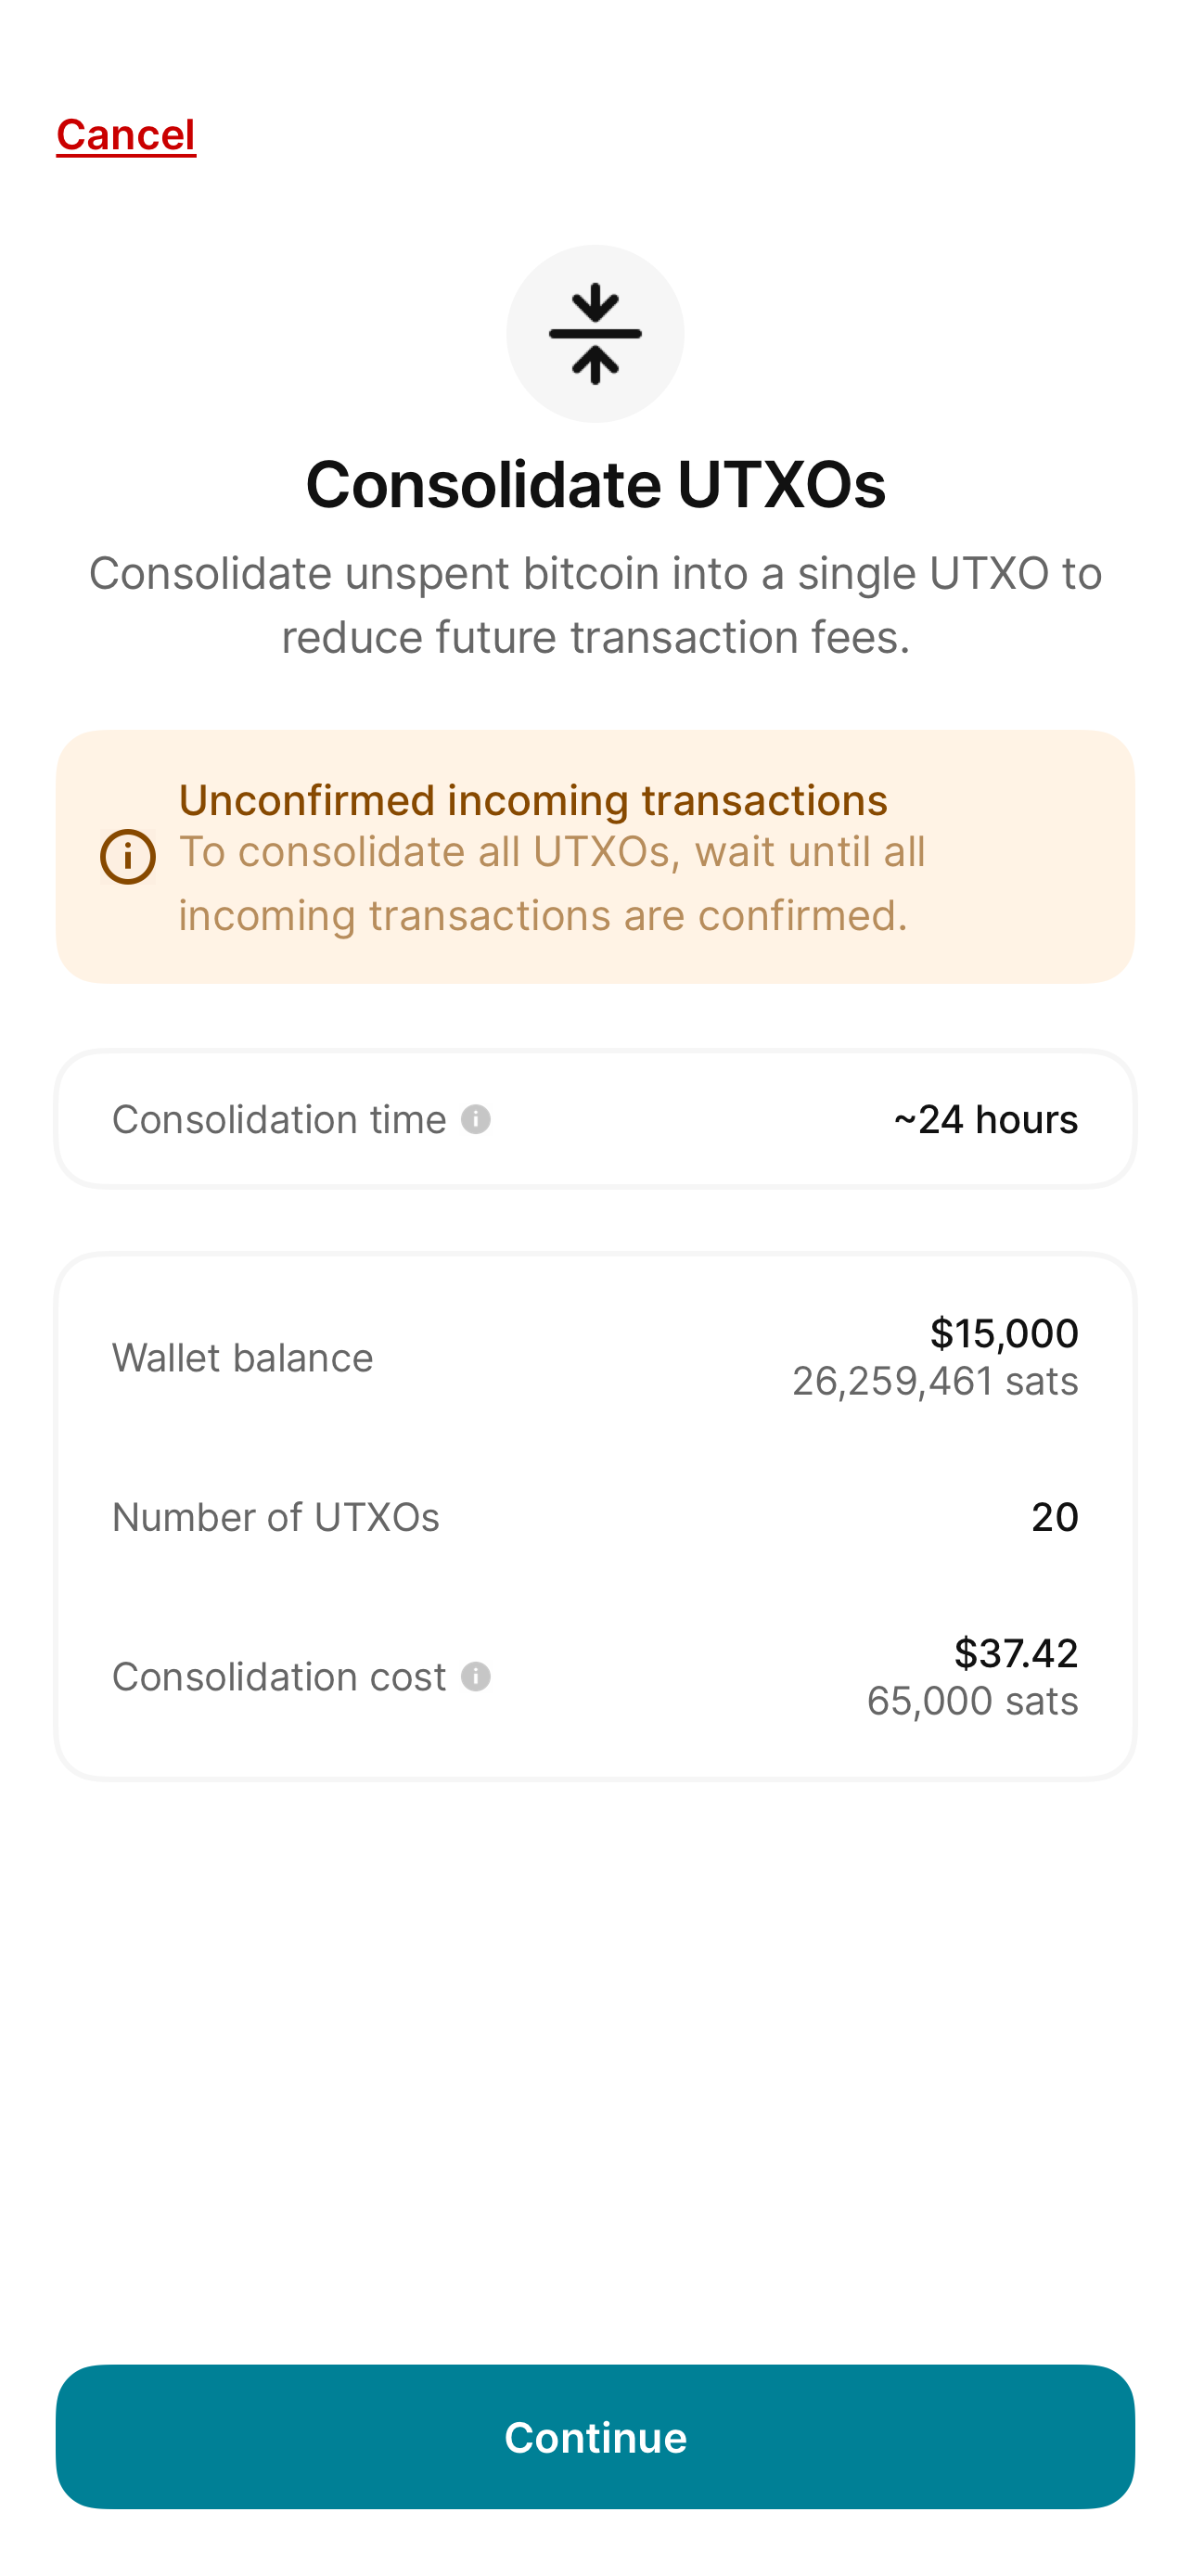 Cancel
Consolidate UTXOs
Consolidate unspent bitcoin into a single UTXO to
reduce future transaction fees.
Unconfirmed incoming transactions
To consolidate all UTXOs, wait until all
incoming transactions are confirmed.
Consolidation time
~24 hours
Wallet balance
$15,000
26,259,461 sats
Number of UTXOs
20
Consolidation cost
$37.42
65,000 sats
Continue